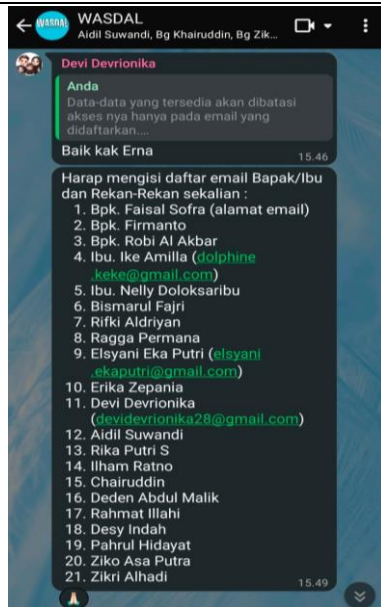 WASDAL
WASDAL
Aidil Suwandi, Bg Khairuddin, Bg Zik...
Devi Devrionika
Anda
Data-data yang tersedia akan dibatasi
akses nya hanya pada email yang
didaftarkan....
Baik kak Erna
15.46
Harap mengisi daftar email Bapak/Ibu
dan Rekan-Rekan sekalian :
1. Bpk. Faisal Sofra (alamat email)
2. Bpk. Firmanto
3. Bpk. Robi Al Akbar
4. Ibu. Ike Amilla (dolphine
.keke@gmail.com)
5. Ibu. Nelly Doloksaribu
6. Bismarul Fajri
7. Rifki Aldriyan
8. Ragga Permana
9. Elsyani Eka Putri (elsyani
.ekaputri@gmail.com)
10. Erika Zepania
11. Devi Devrionika
(devidevrionika28@gmail.com)
12. Aidil Suwandi
13. Rika Putri S
14. Ilham Ratno
15. Chairuddin
16. Deden Abdul Malik
17. Rahmat Illahi
18. Desy Indah
19. Pahrul Hidayat
20. Ziko Asa Putra
21. Zikri Alhadi
15.49